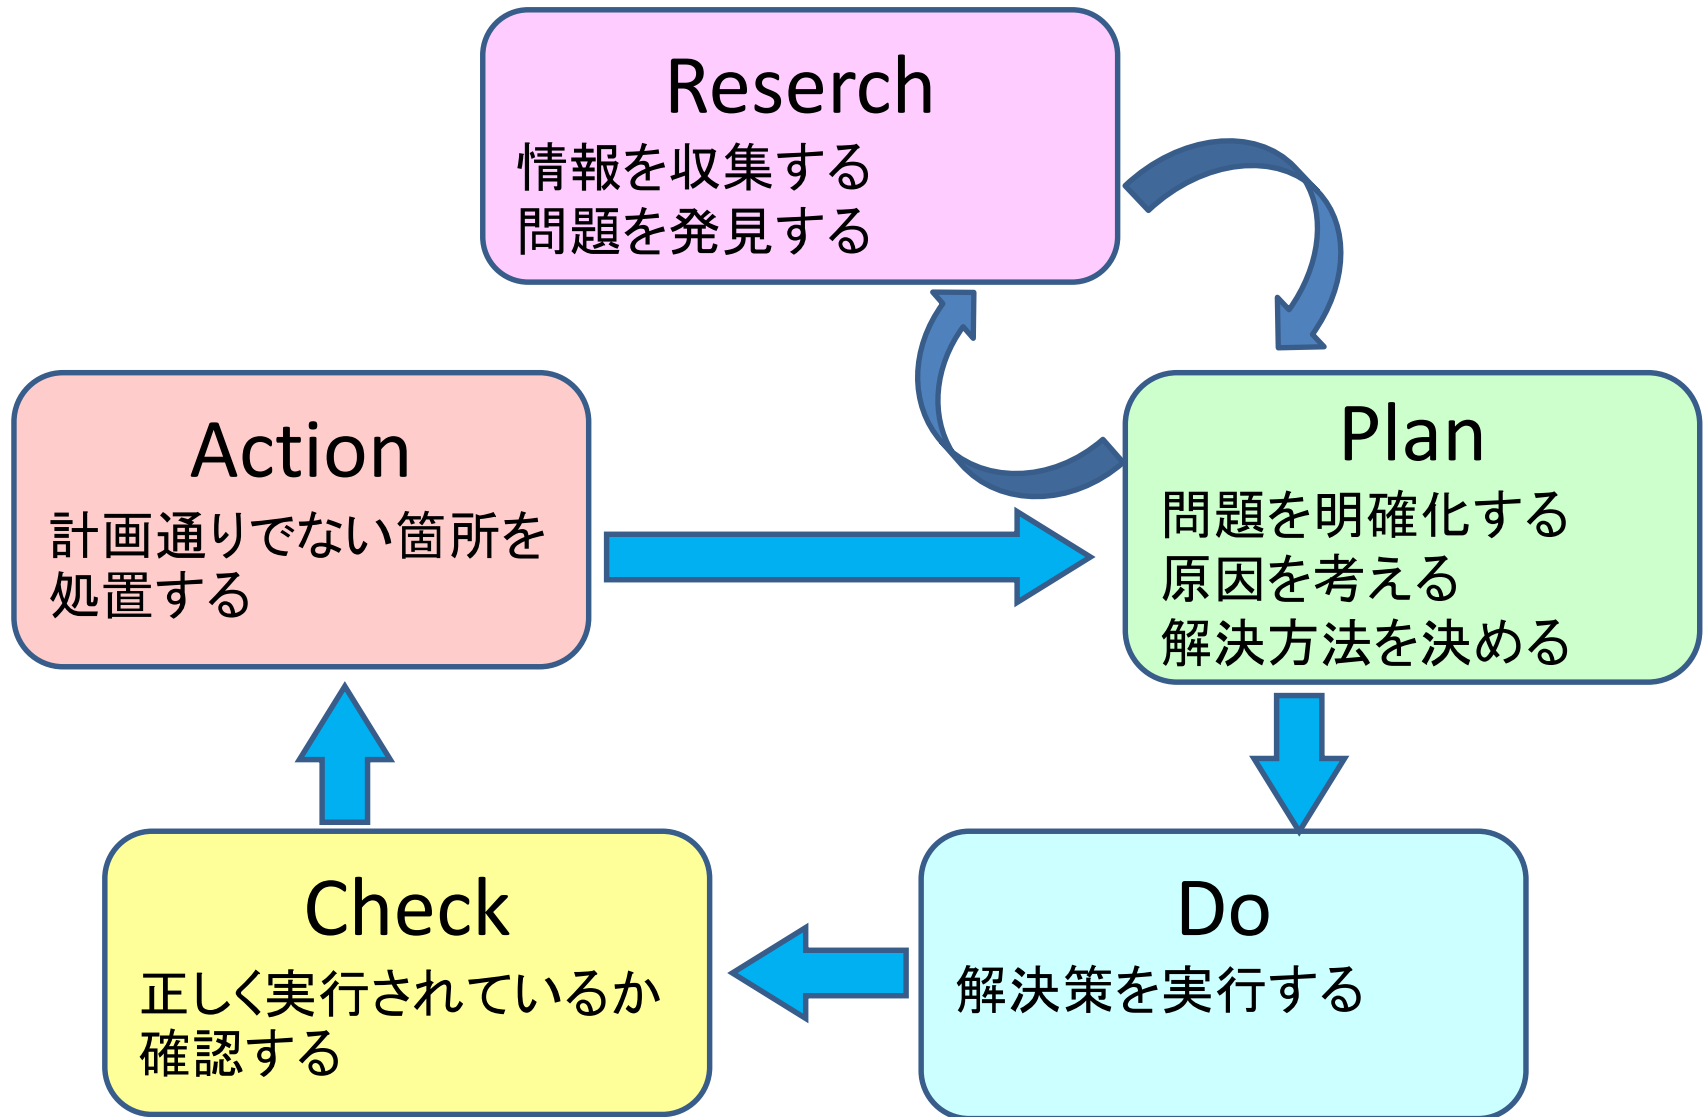 Reserch
情報を収集する
問題を発見する
Action
計画通りでない箇所を
処置する
Plan
問題を明確化する
原因を考える
解決方法を決める
Check
正しく実行されているか
確認する
Do
解決策を実行する